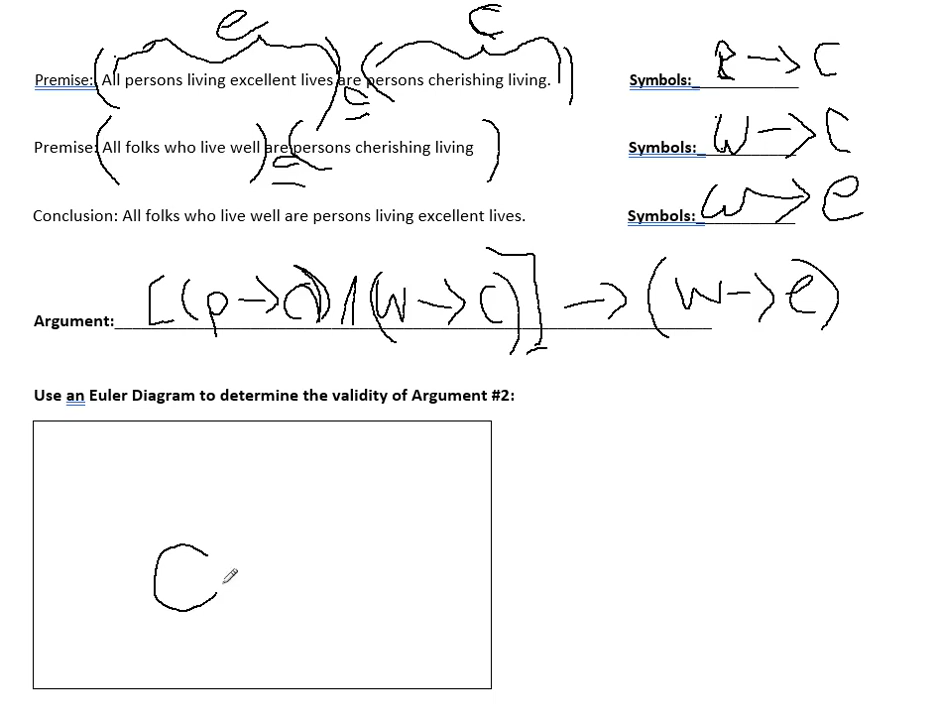 e c
Premise: All persons living excellent lives are persons cherishing living. Symbols: e → C
Premise: All folks who live well are persons cherishing living Symbols: W → C
Conclusion: All folks who live well are persons living excellent lives. Symbols: W → e
Argument: [(p→C) ∧ (W → C)] → (W → e)
Use an Euler Diagram to determine the validity of Argument #2:
C